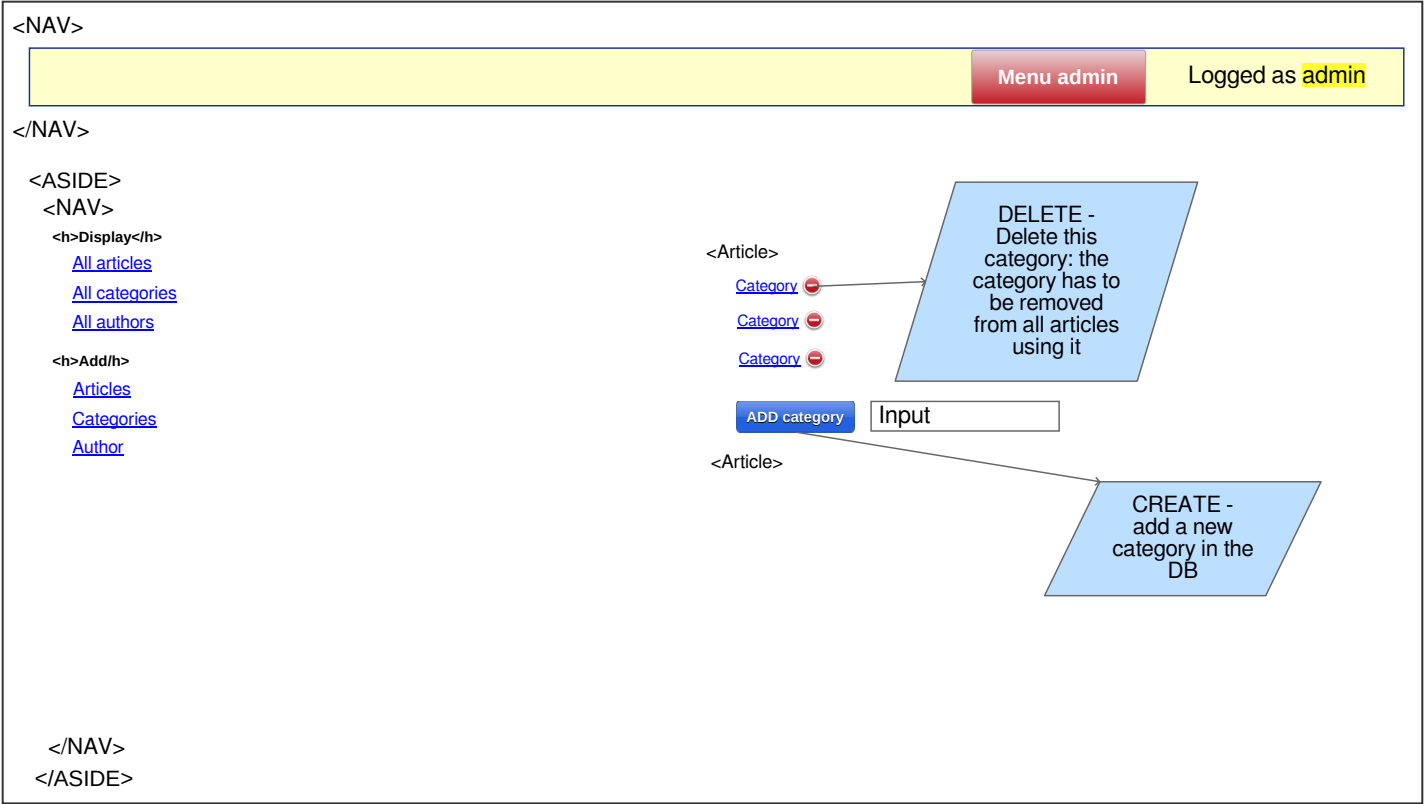 <NAV>
Menu admin
Logged as admin
</NAV>
<ASIDE>
<NAV>
<h>Display</h>
All articles
All categories
All authors
<h>Add/h>
Articles
Categories
Author
<Article>
Category
Category
Category
ADD category
Input
<Article>
DELETE -
Delete this
category: the
category has to
be removed
from all articles
using it
CREATE -
add a new
category in the
DB
</NAV>
</ASIDE>